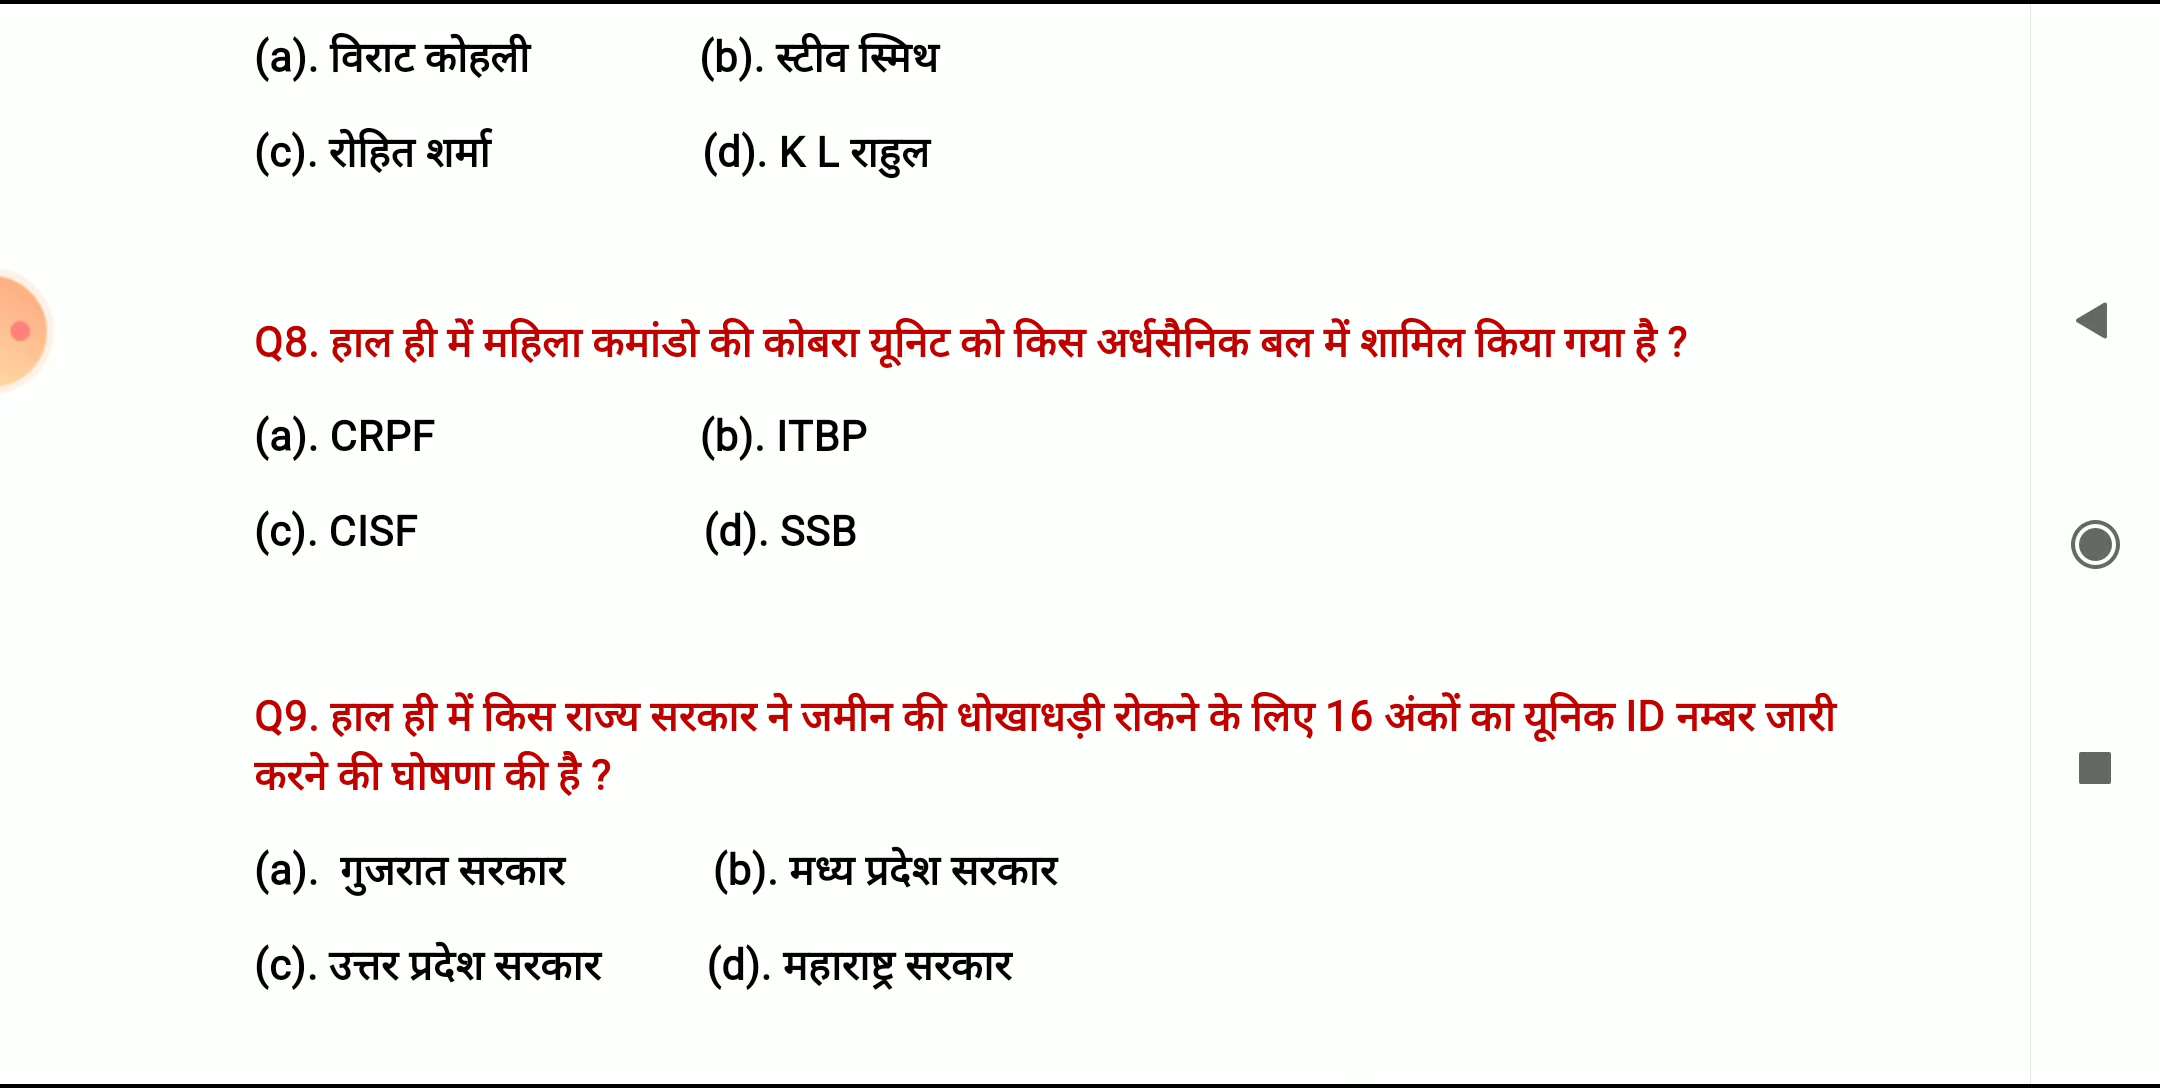 (a). विराट कोहली (b). स्टीव स्मिथ
(c). रोहित शर्मा (d). K L राहुल
Q8. हाल ही में महिला कमांडो की कोबरा यूनिट को किस अर्धसैनिक बल में शामिल किया गया है ?
(a). CRPF (b). ITBP
(c). CISF (d). SSB
Q9. हाल ही में किस राज्य सरकार ने जमीन की धोखाधड़ी रोकने के लिए 16 अंकों का यूनिक ID नम्बर जारी
करने की घोषणा की है ?
(a). गुजरात सरकार (b). मध्य प्रदेश सरकार
(c). उत्तर प्रदेश सरकार (d). महाराष्ट्र सरकार